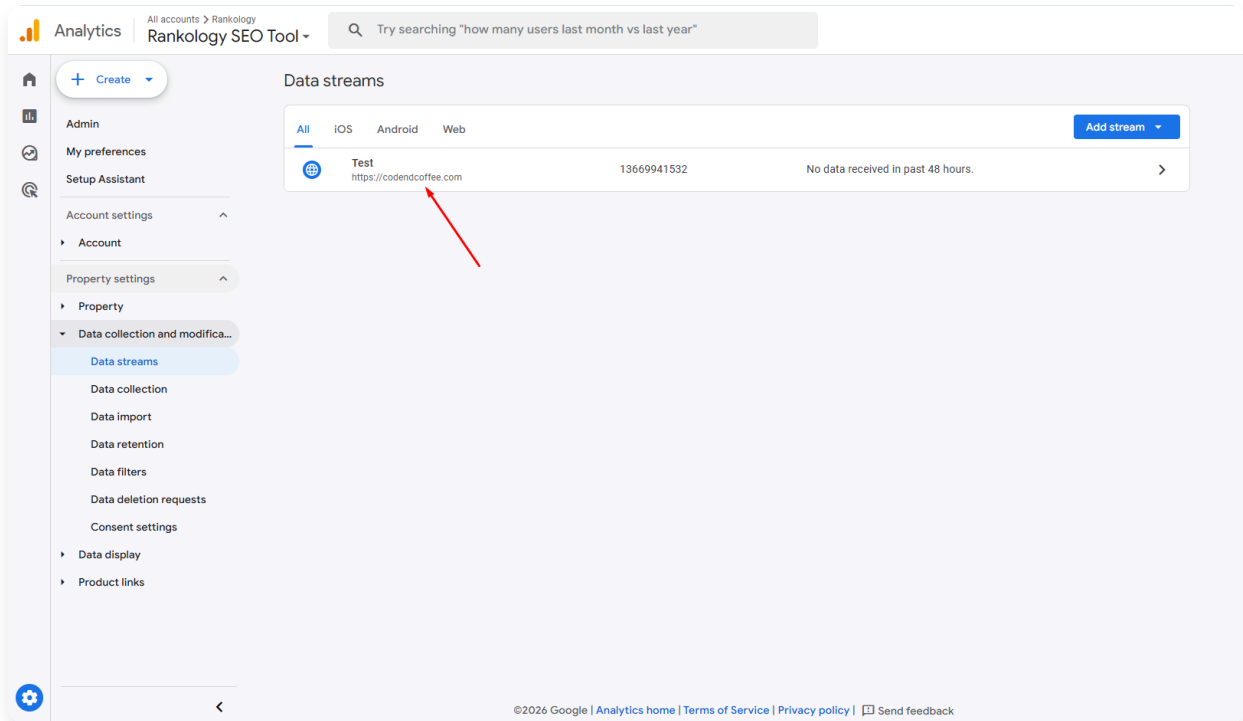 Analytics
All accounts > Rankology
Rankology SEO Tool
Try searching "how many users last month vs last year"
+ Create
Admin
My preferences
Setup Assistant
Account settings
Account
Property settings
Property
Data collection and modifica...
Data streams
Data collection
Data import
Data retention
Data filters
Data deletion requests
Consent settings
Data display
Product links
Data streams
All iOS Android Web
Add stream
Test
https://codendcoffee.com
13669941532
No data received in past 48 hours.
©2026 Google | Analytics home | Terms of Service | Privacy policy | Send feedback